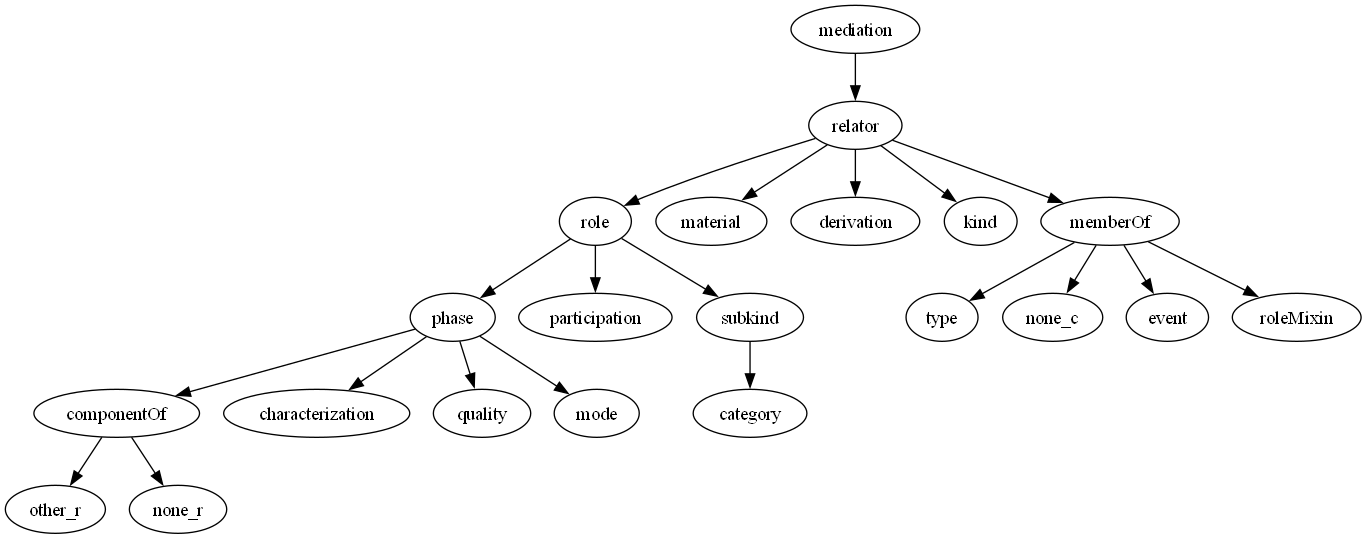 mediation
relator
role
material
derivation
kind
memberOf
phase
participation
subkind
type
none_c
event
roleMixin
componentOf
characterization
quality
mode
category
other_r
none_r